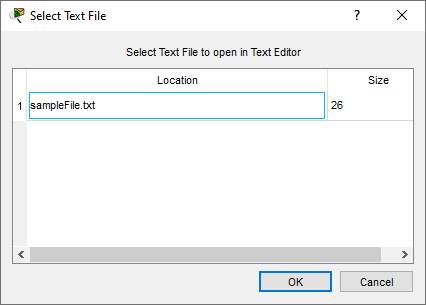 Select Text File
Select Text File to open in Text Editor
Location Size
1 sampleFile.txt 26
OK Cancel